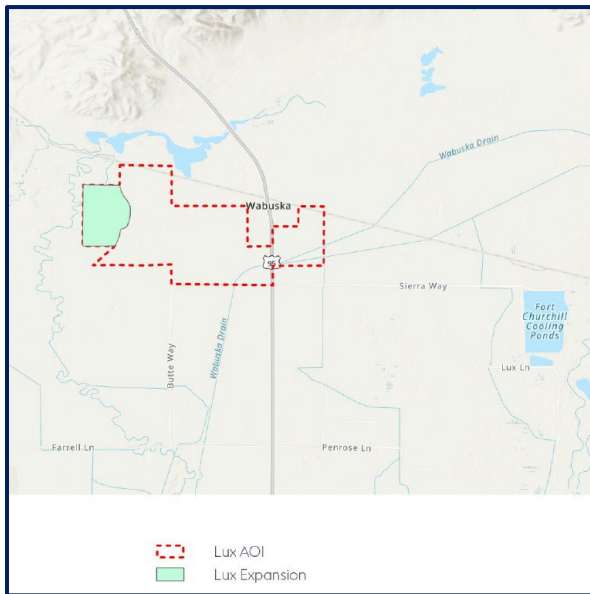 Wabuska Drain
Wabuska
95
Sierra Way
Fort
Churchill
Cooling
Ponds
Wabuska Drain
Butte Way
Lux Ln
Farrell Ln
Penrose Ln
Lux AOI
Lux Expansion